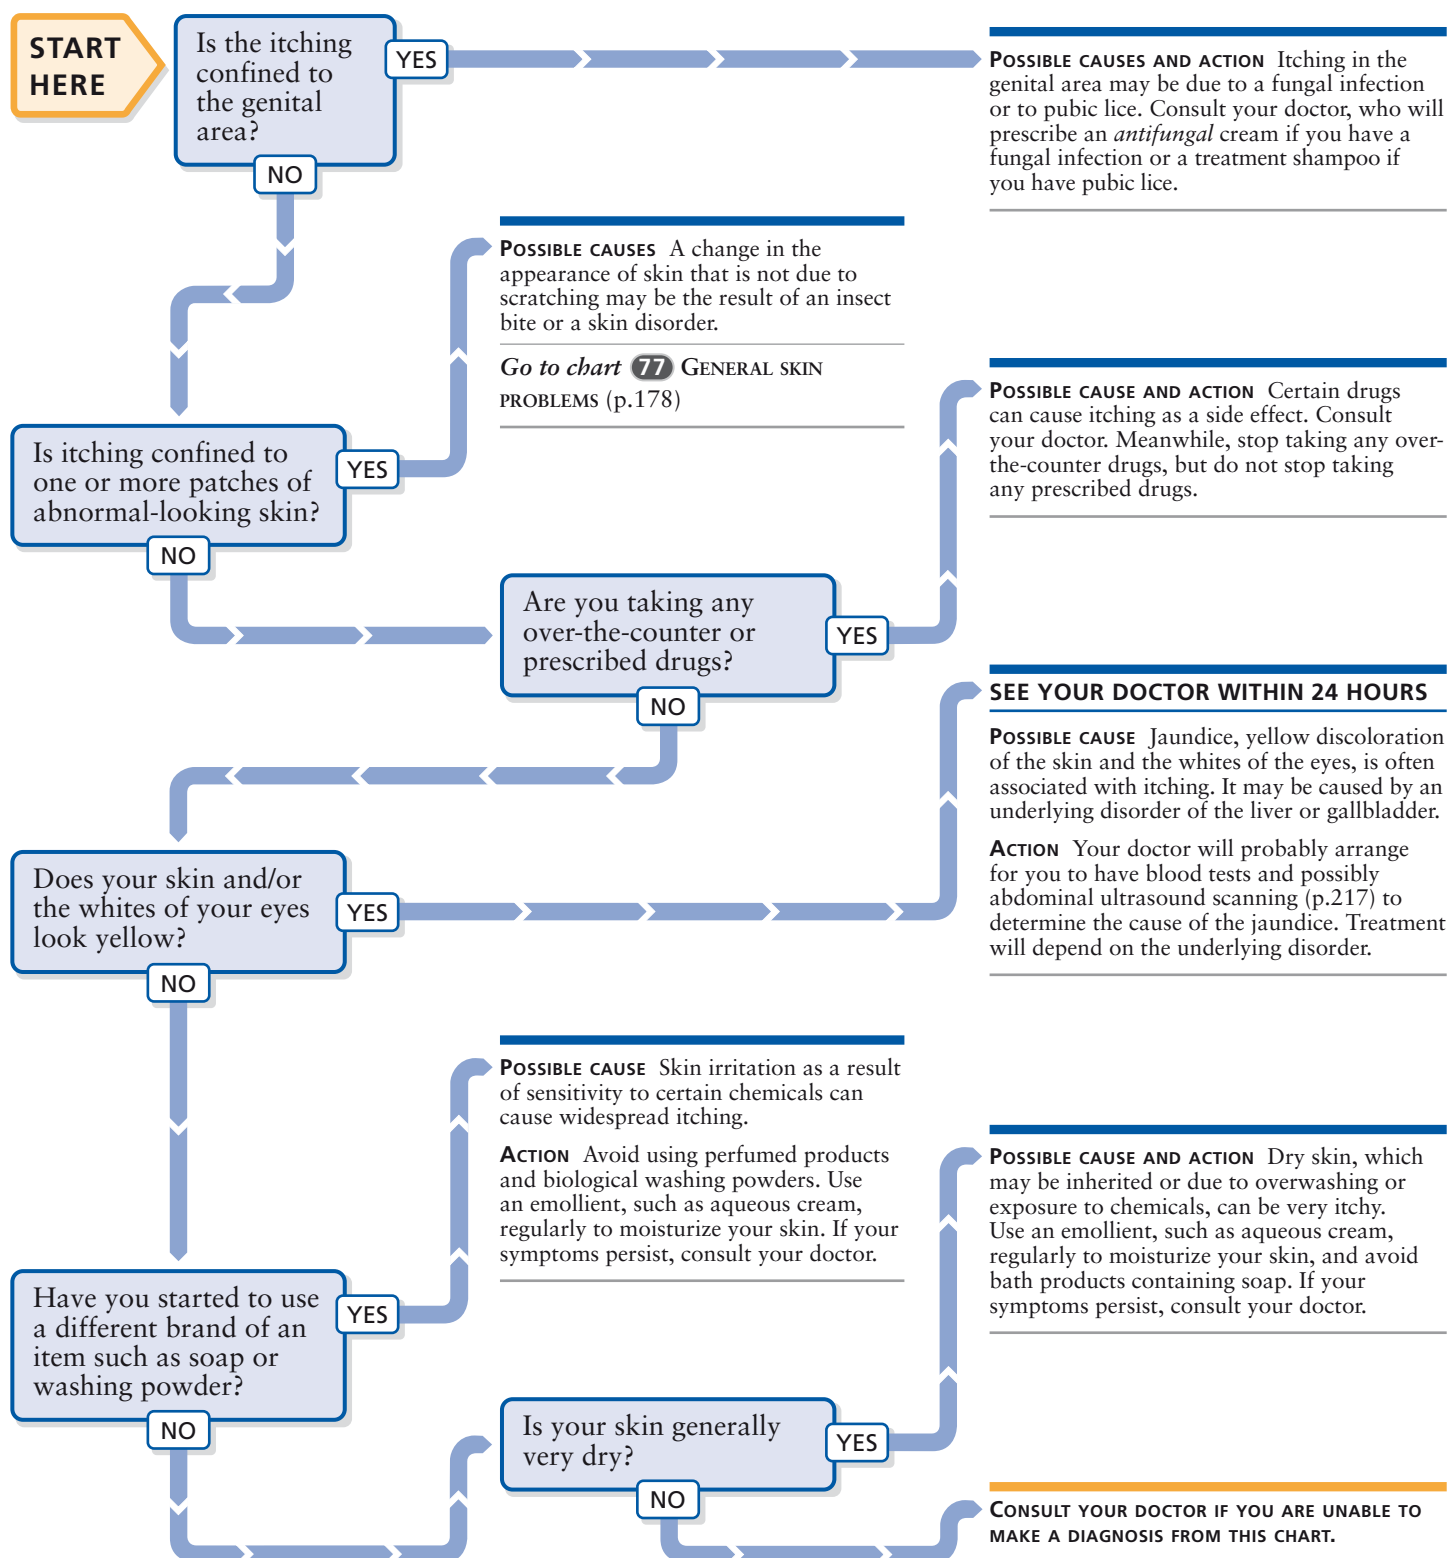 START
HERE
Is the itching
confined to
the genital
area?
YES
NO
POSSIBLE CAUSES AND ACTION Itching in the
genital area may be due to a fungal infection
or to pubic lice. Consult your doctor, who will
prescribe an antifungal cream if you have a
fungal infection or a treatment shampoo if
you have pubic lice.
POSSIBLE CAUSES A change in the
appearance of skin that is not due to
scratching may be the result of an insect
bite or a skin disorder.
Go to chart 77 GENERAL SKIN
PROBLEMS (p.178)
Is itching confined to
one or more patches of
abnormal-looking skin?
YES
NO
POSSIBLE CAUSE AND ACTION Certain drugs
can cause itching as a side effect. Consult
your doctor. Meanwhile, stop taking any over-
the-counter drugs, but do not stop taking
any prescribed drugs.
Are you taking any
over-the-counter or
prescribed drugs?
YES
NO
SEE YOUR DOCTOR WITHIN 24 HOURS
POSSIBLE CAUSE Jaundice, yellow discoloration
of the skin and the whites of the eyes, is often
associated with itching. It may be caused by an
underlying disorder of the liver or gallbladder.
ACTION Your doctor will probably arrange
for you to have blood tests and possibly
abdominal ultrasound scanning (p.217) to
determine the cause of the jaundice. Treatment
will depend on the underlying disorder.
Does your skin and/or
the whites of your eyes
look yellow?
YES
NO
POSSIBLE CAUSE Skin irritation as a result
of sensitivity to certain chemicals can
cause widespread itching.
ACTION Avoid using perfumed products
and biological washing powders. Use
an emollient, such as aqueous cream,
regularly to moisturize your skin. If your
symptoms persist, consult your doctor.
POSSIBLE CAUSE AND ACTION Dry skin, which
may be inherited or due to overwashing or
exposure to chemicals, can be very itchy.
Use an emollient, such as aqueous cream,
regularly to moisturize your skin, and avoid
bath products containing soap. If your
symptoms persist, consult your doctor.
Have you started to use
a different brand of an
item such as soap or
washing powder?
YES
NO
Is your skin generally
very dry?
YES
NO
CONSULT YOUR DOCTOR IF YOU ARE UNABLE TO
MAKE A DIAGNOSIS FROM THIS CHART.